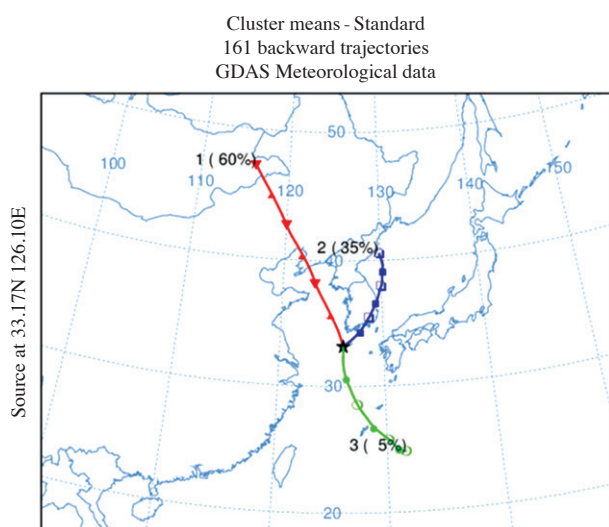 Cluster means - Standard
161 backward trajectories
GDAS Meteorological data
Source at 33.17N 126.10E
50
100
1 ( 60%)
150
110
120
130
140
2 ( 35%)
40
30
3 ( 5%)
20